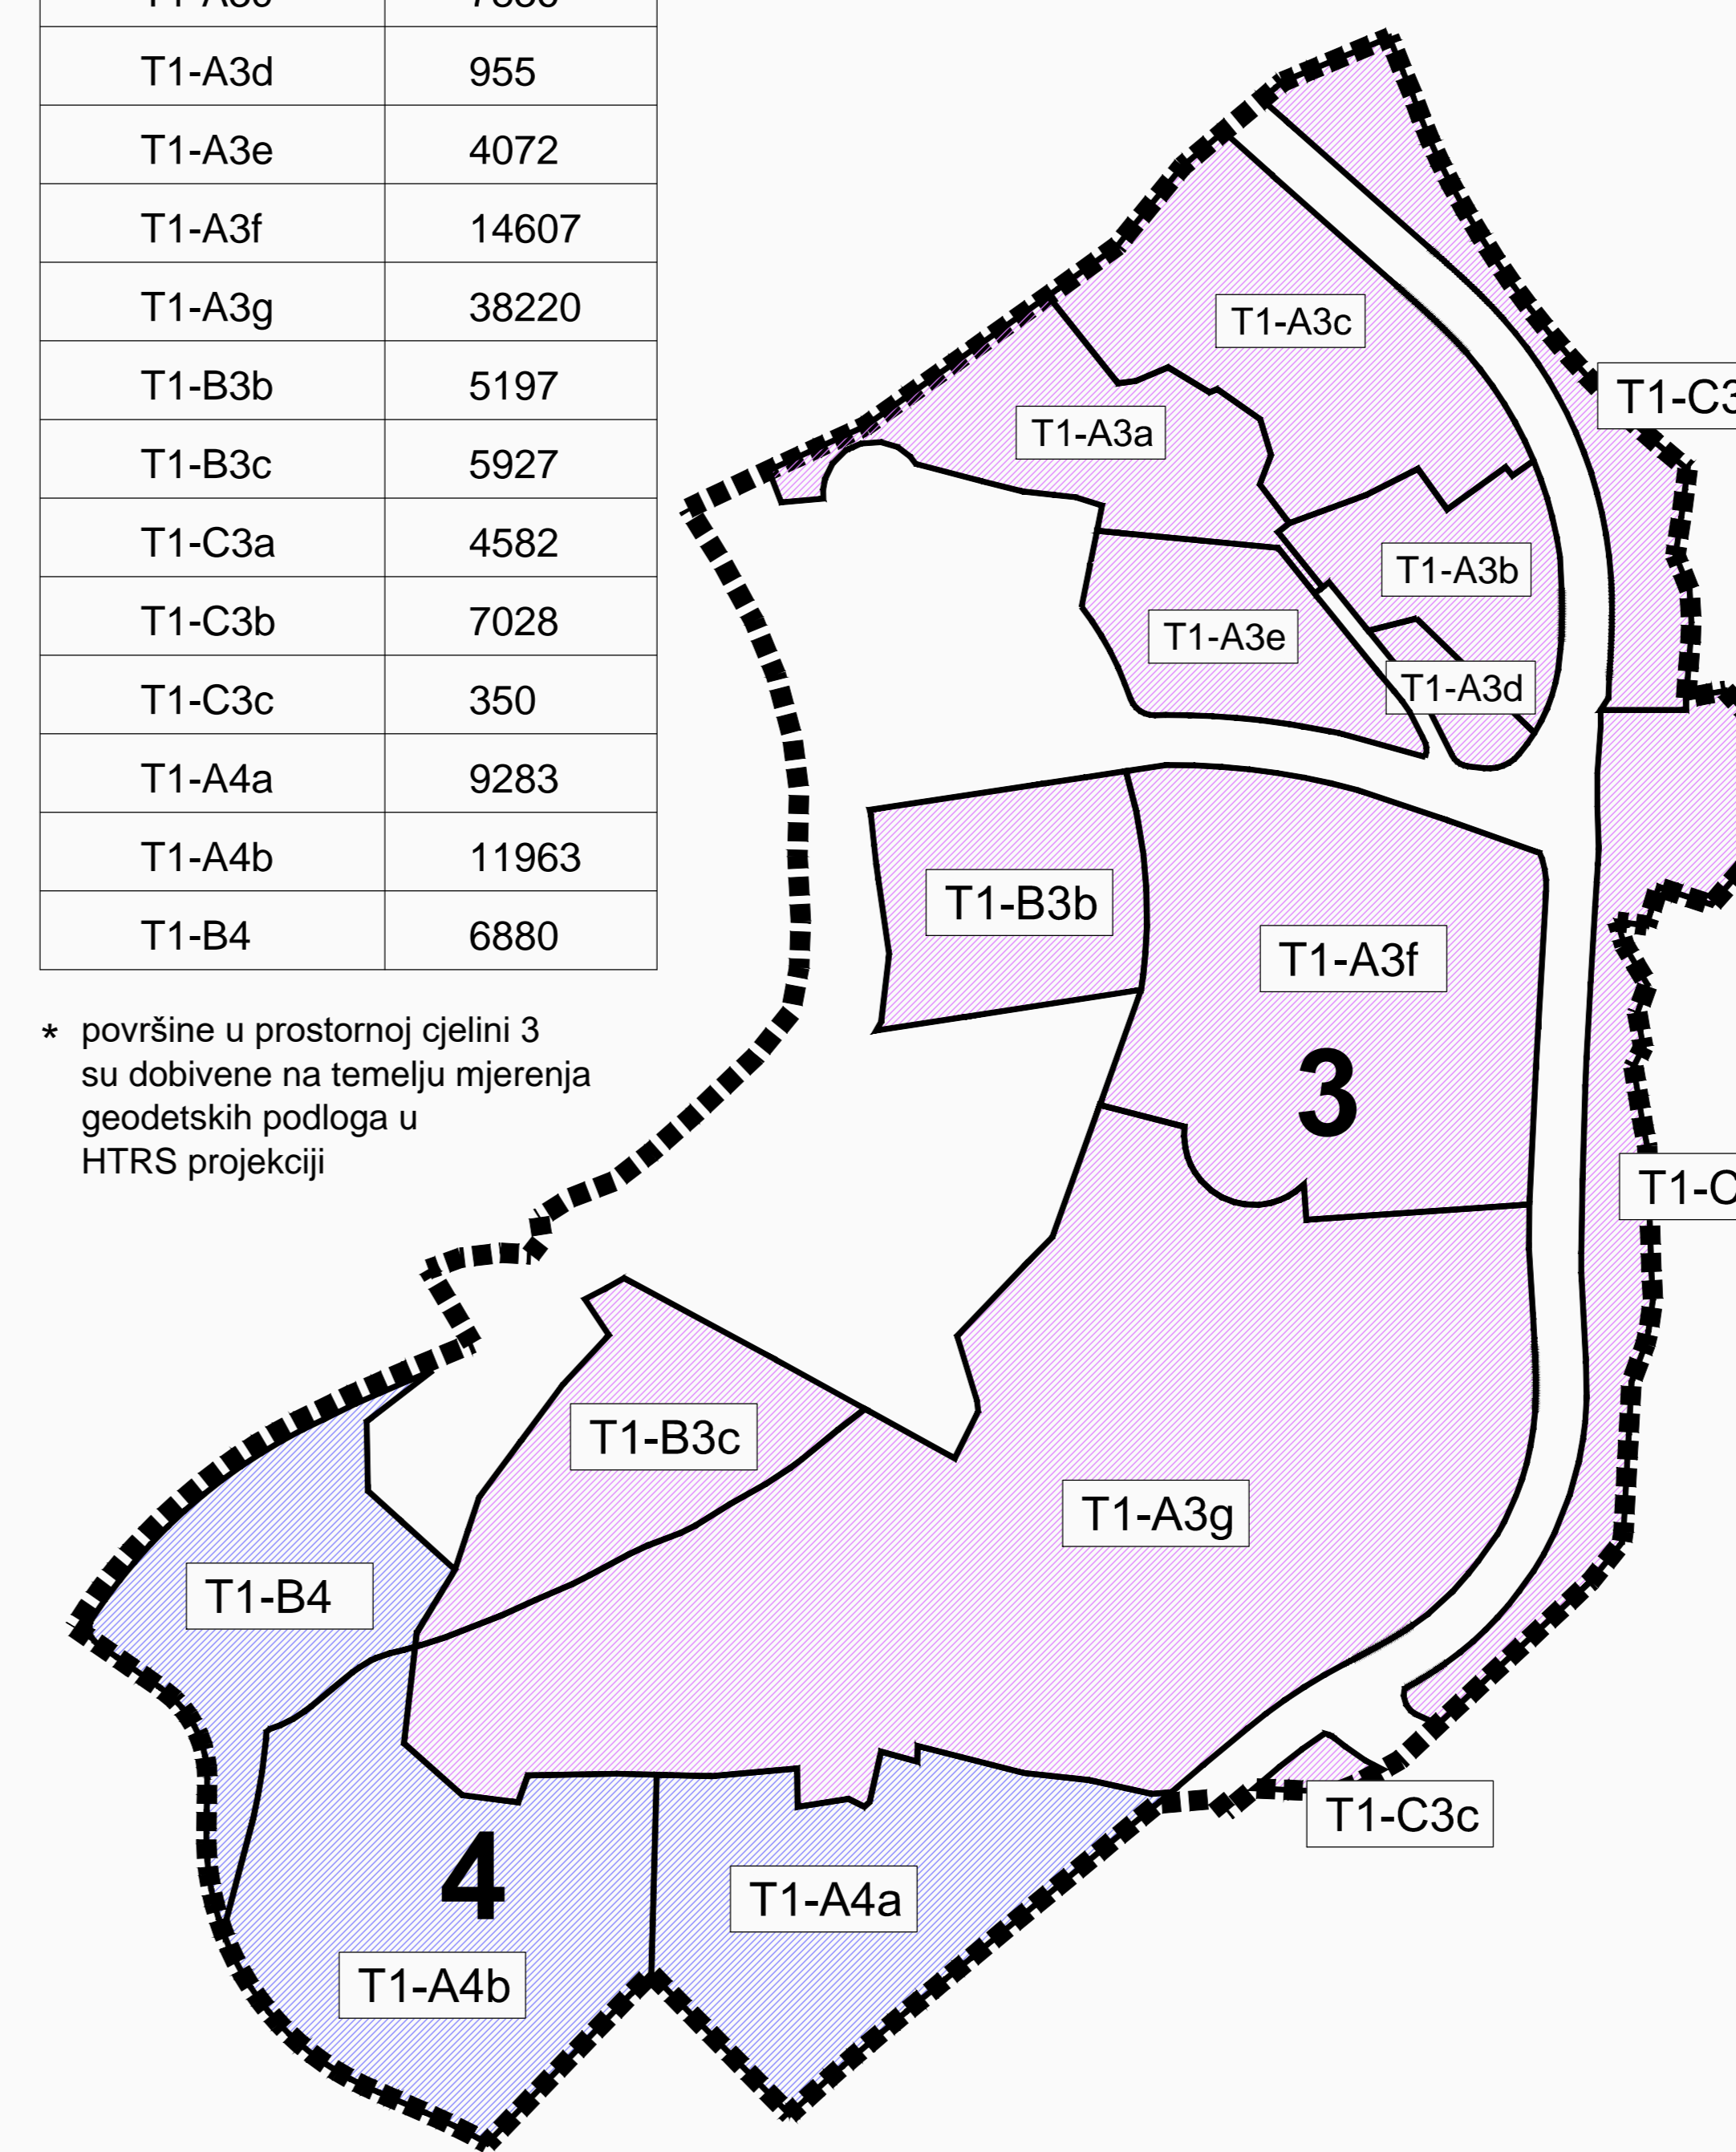 T1-A3d 955
T1-A3e 4072
T1-A3f 14607
T1-A3g 38220
T1-B3b 5197
T1-B3c 5927
T1-C3a 4582
T1-C3b 7028
T1-C3c 350
T1-A4a 9283
T1-A4b 11963
T1-B4 6880
* površine u prostornoj cjelini 3
su dobivene na temelju mjerenja
geodetskih podloga u
HTRS projekciji
T1-A3c
T1-C3
T1-A3a
T1-A3b
T1-A3e
T1-A3d
T1-B3b
T1-A3f
3
T1-B3c
T1-A3g
T1-B4
T1-C3c
4
T1-A4a
T1-A4b